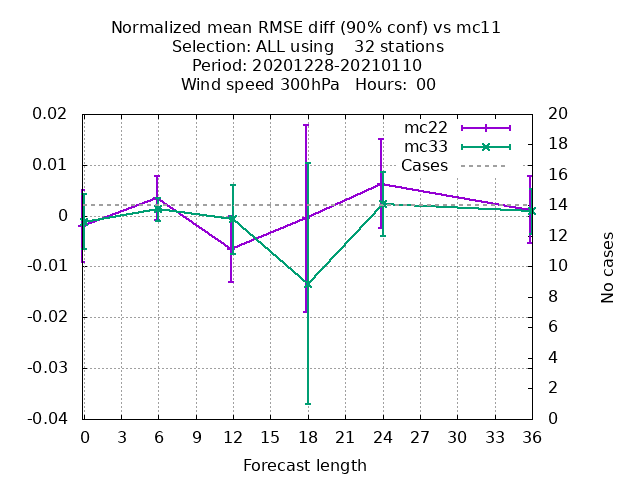 Normalized mean RMSE diff (90% conf) vs mc11
Selection: ALL using    32 stations
Period: 20201228-20210110
Wind speed 300hPa   Hours:  00
0.02
0.01
0
-0.01
-0.02
-0.03
-0.04
mc22
mc33
Cases
20
18
16
14
12
10
8
6
4
2
0
No cases
0 3 6 9 12 15 18 21 24 27 30 33 36
Forecast length